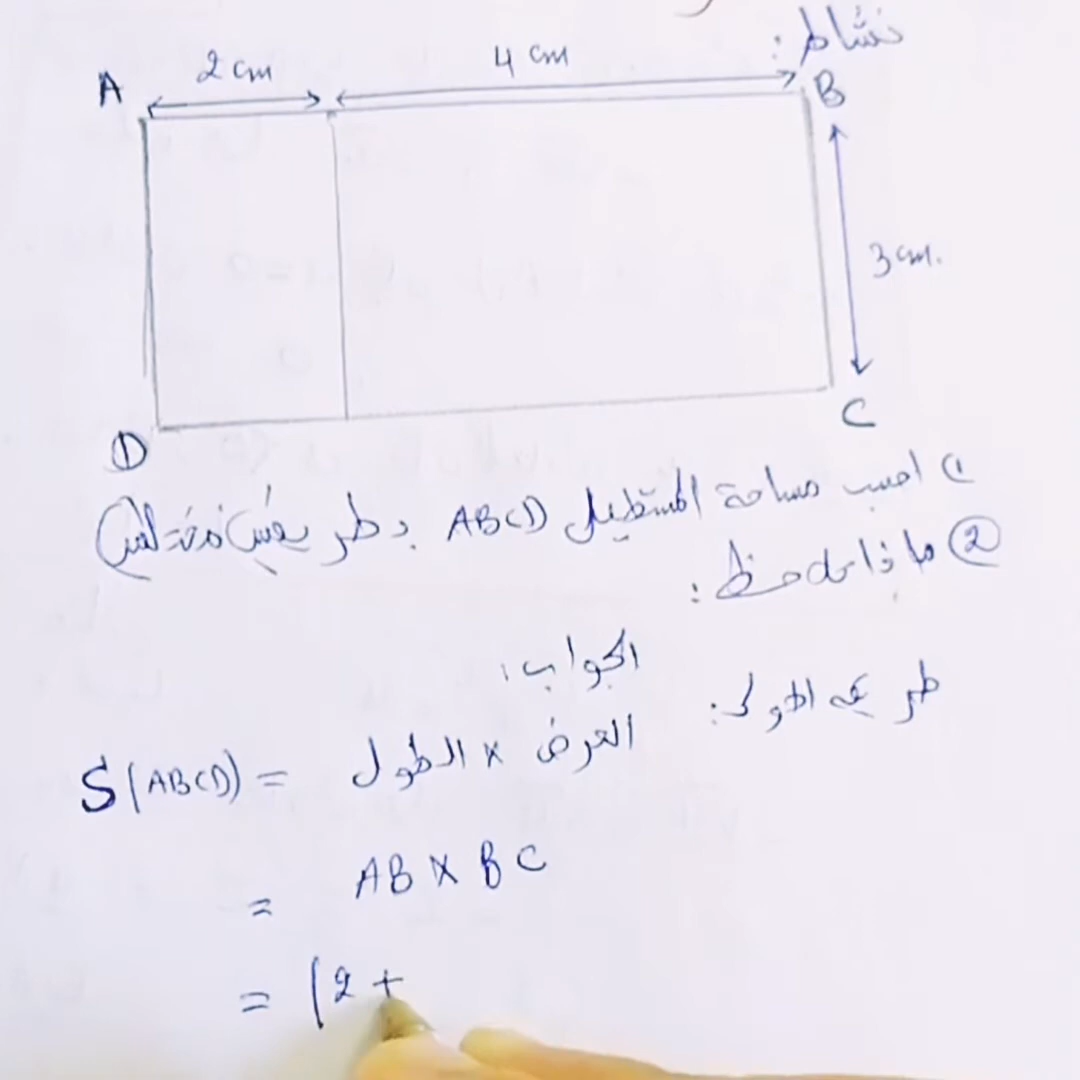 نشاط:
2 cm 4 cm
A B
3 cm.
D C
1) احسب مساحة المستطيل ABCD بطريقتين مختلفتين
② ماذا تلاحظ:
الجواب:
طريقة الاولى:
S(ABCD) = الطول × العرض
= AB × BC
= (2 +